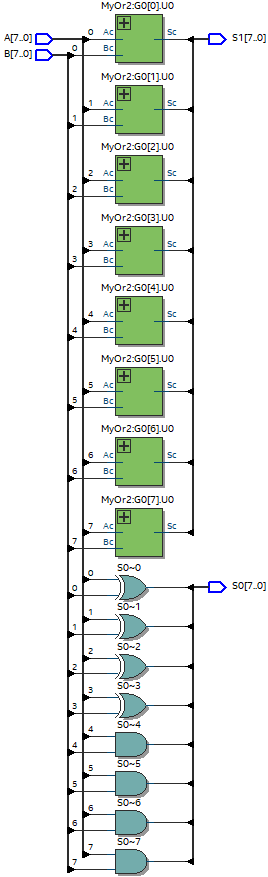 MyOr2:G0[0].U0
A[7..0] 0 Ac Sc S1[7..0]
B[7..0] 0 Bc
MyOr2:G0[1].U0
1 Ac Sc
1 Bc
MyOr2:G0[2].U0
2 Ac Sc
2 Bc
MyOr2:G0[3].U0
3 Ac Sc
3 Bc
MyOr2:G0[4].U0
4 Ac Sc
4 Bc
MyOr2:G0[5].U0
5 Ac Sc
5 Bc
MyOr2:G0[6].U0
6 Ac Sc
6 Bc
MyOr2:G0[7].U0
7 Ac Sc
7 Bc
S0~0
0 S0[7..0]
0
S0~1
1
1
S0~2
2
2
S0~3
3
3
S0~4
4
4
S0~5
5
5
S0~6
6
6
S0~7
7
7